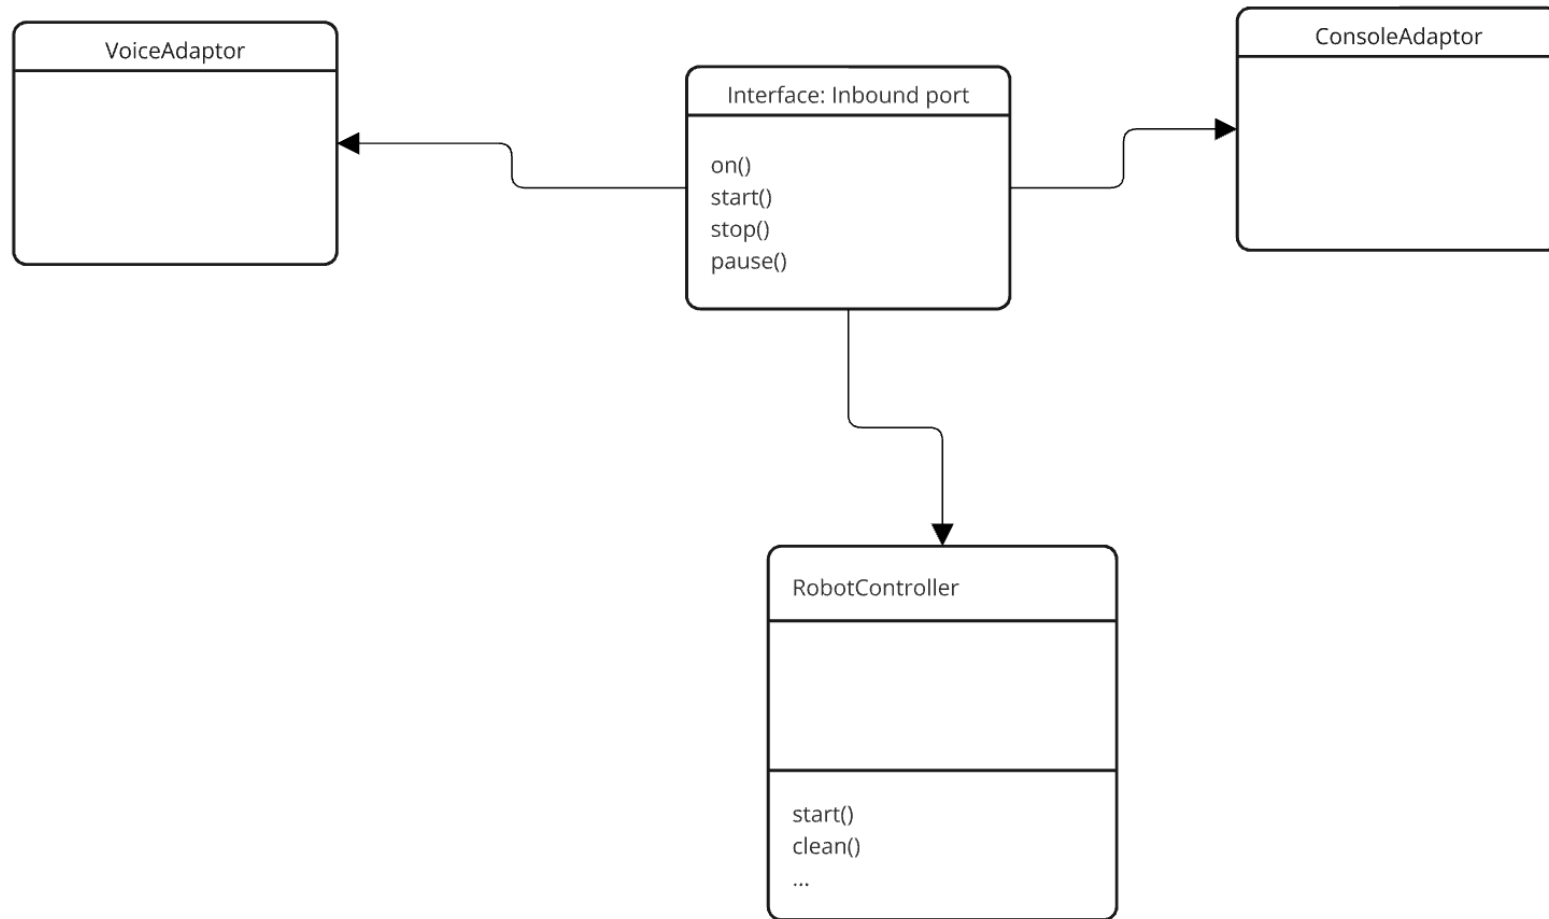 VoiceAdaptor
Interface: Inbound port
on()
start()
stop()
pause()
ConsoleAdaptor
RobotController
start()
clean()
...